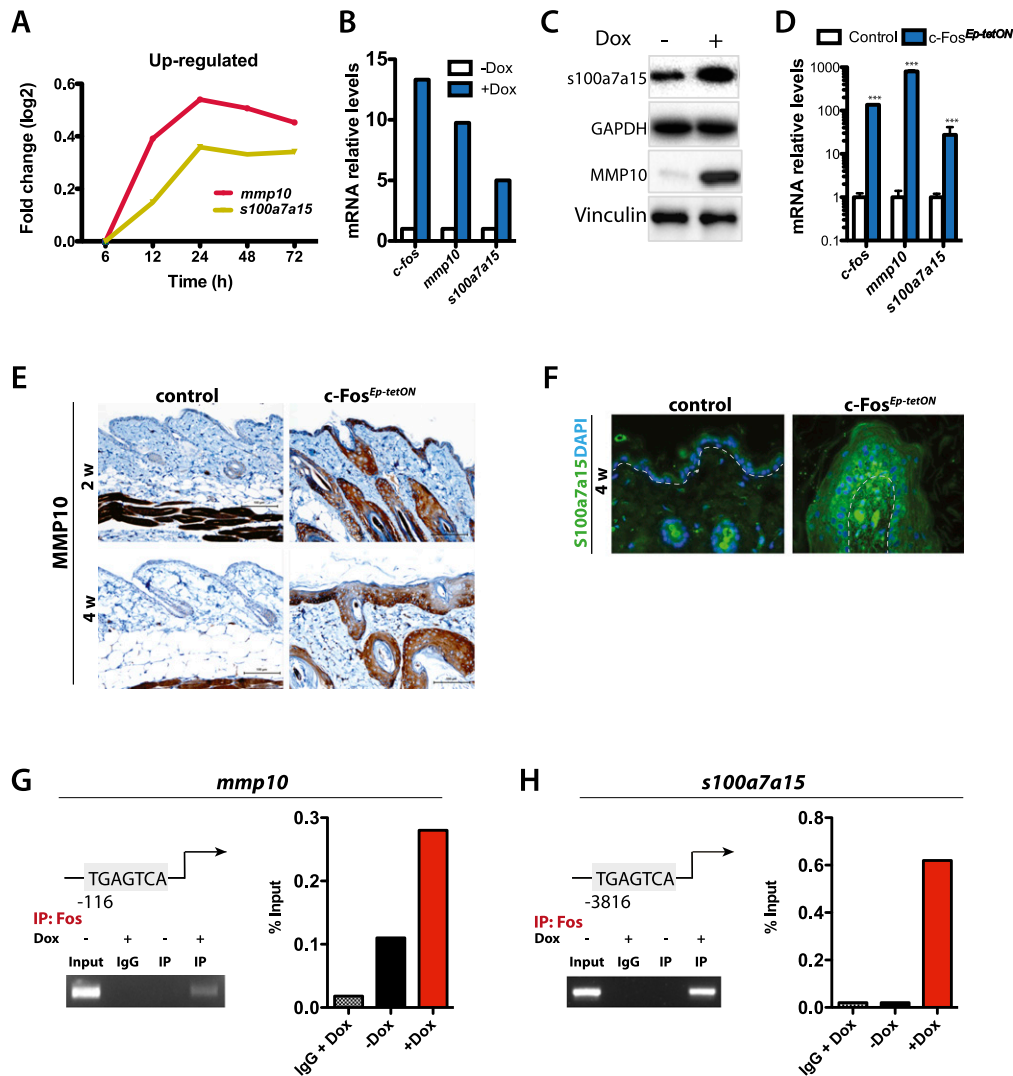 A
Up-regulated
Fold change (log2)
0.6
0.4
0.2
0.0
mmp10
s100a7a15
6 12 24 48 72
Time (h)
B
mRNA relative levels
15
10
5
0
-Dox
+Dox
c-fos mmp10 s100a7a15
C
Dox - +
s100a7a15
GAPDH
MMP10
Vinculin
D
Control c-Fos^Ep-tetON
mRNA relative levels
1000
100
10
1
0.1
*** *** ***
c-fos mmp10 s100a7a15
E
control c-Fos^Ep-tetON
MMP10
2 w
4 w
F
control c-Fos^Ep-tetON
S100a7a15DAPI
4 w
G
mmp10
TGAGTCA
-116
IP: Fos
Dox - + - +
Input IgG IP IP
% Input
0.3
0.2
0.1
0.0
IgG + Dox -Dox +Dox
H
s100a7a15
TGAGTCA
-3816
IP: Fos
Dox - + - +
Input IgG IP IP
% Input
0.8
0.6
0.4
0.2
0.0
IgG + Dox -Dox +Dox